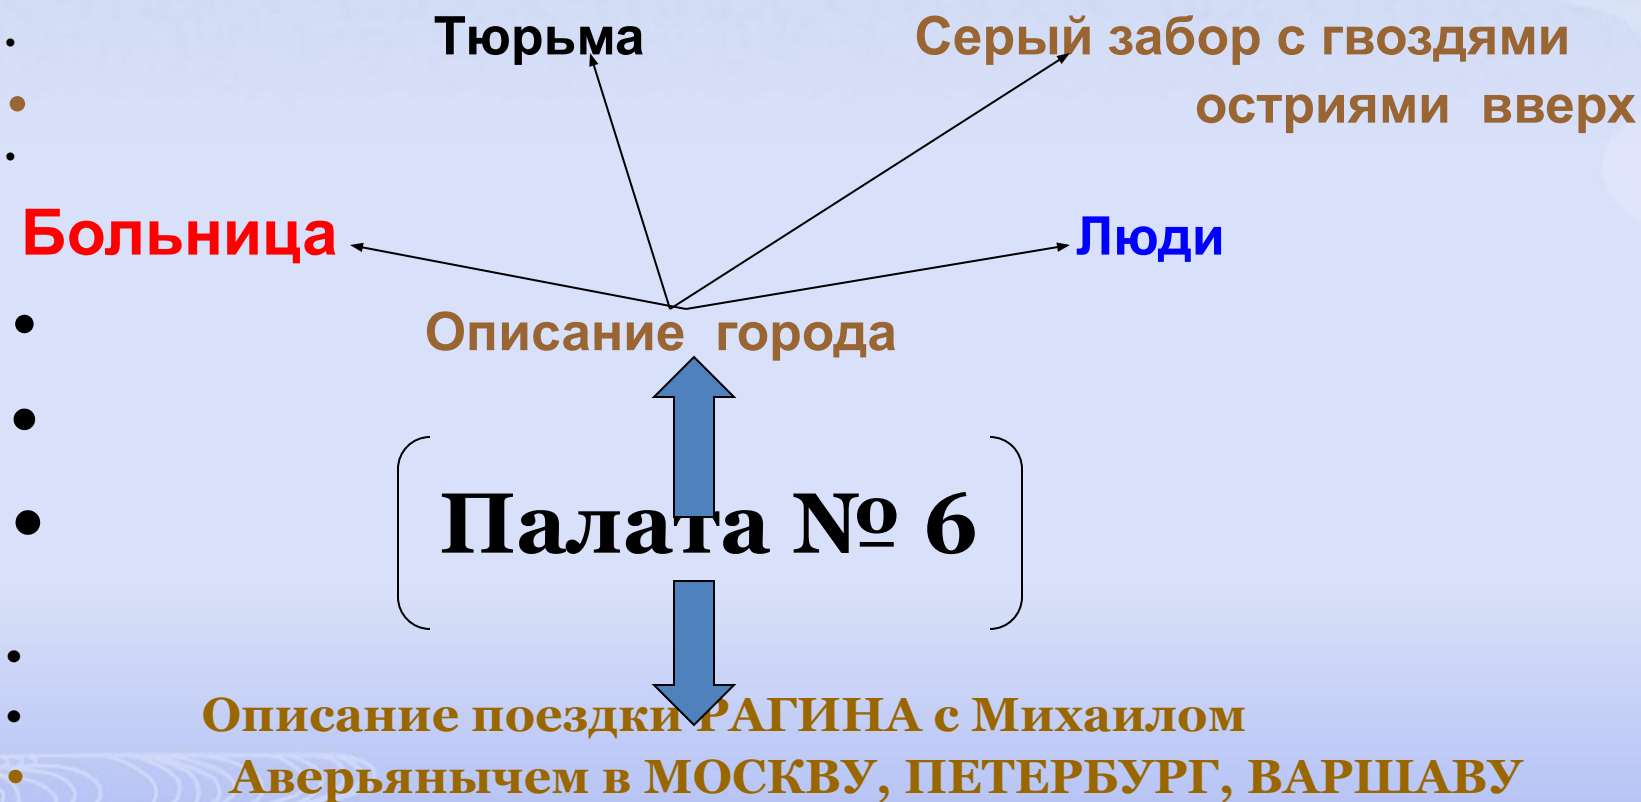 Тюрьма Серый забор с гвоздями
остриями вверх
Больница Люди
Описание города
Палата № 6
Описание поездки РАГИНА с Михаилом
Аверьянычем в МОСКВУ, ПЕТЕРБУРГ, ВАРШАВУ